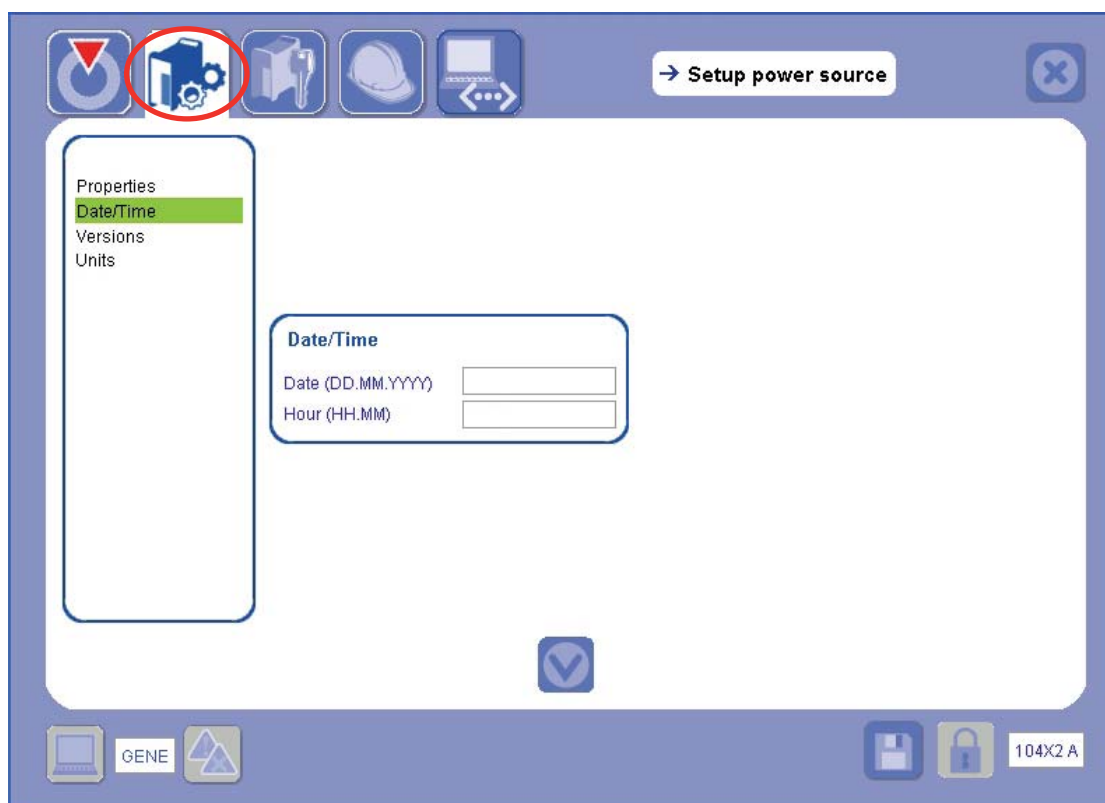 → Setup power source
Properties
Date/Time
Versions
Units
Date/Time
Date (DD.MM.YYYY)
Hour (HH.MM)
GENE
104X2 A